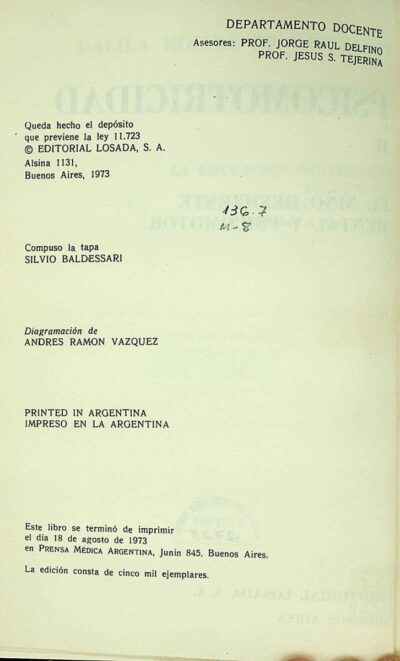 DEPARTAMENTO DOCENTE
Asesores: PROF. JORGE RAUL DELFINO
PROF. JESUS S. TEJERINA
Queda hecho el depósito
que previene la ley 11.723
© EDITORIAL LOSADA, S. A.
Alsina 1131,
Buenos Aires, 1973
136.7
M-8
Compuso la tapa
SILVIO BALDESSARI
Diagramación de
ANDRES RAMON VAZQUEZ
PRINTED IN ARGENTINA
IMPRESO EN LA ARGENTINA
Este libro se terminó de imprimir
el día 18 de agosto de 1973
en PRENSA MÉDICA ARGENTINA, Junín 845, Buenos Aires.
La edición consta de cinco mil ejemplares.